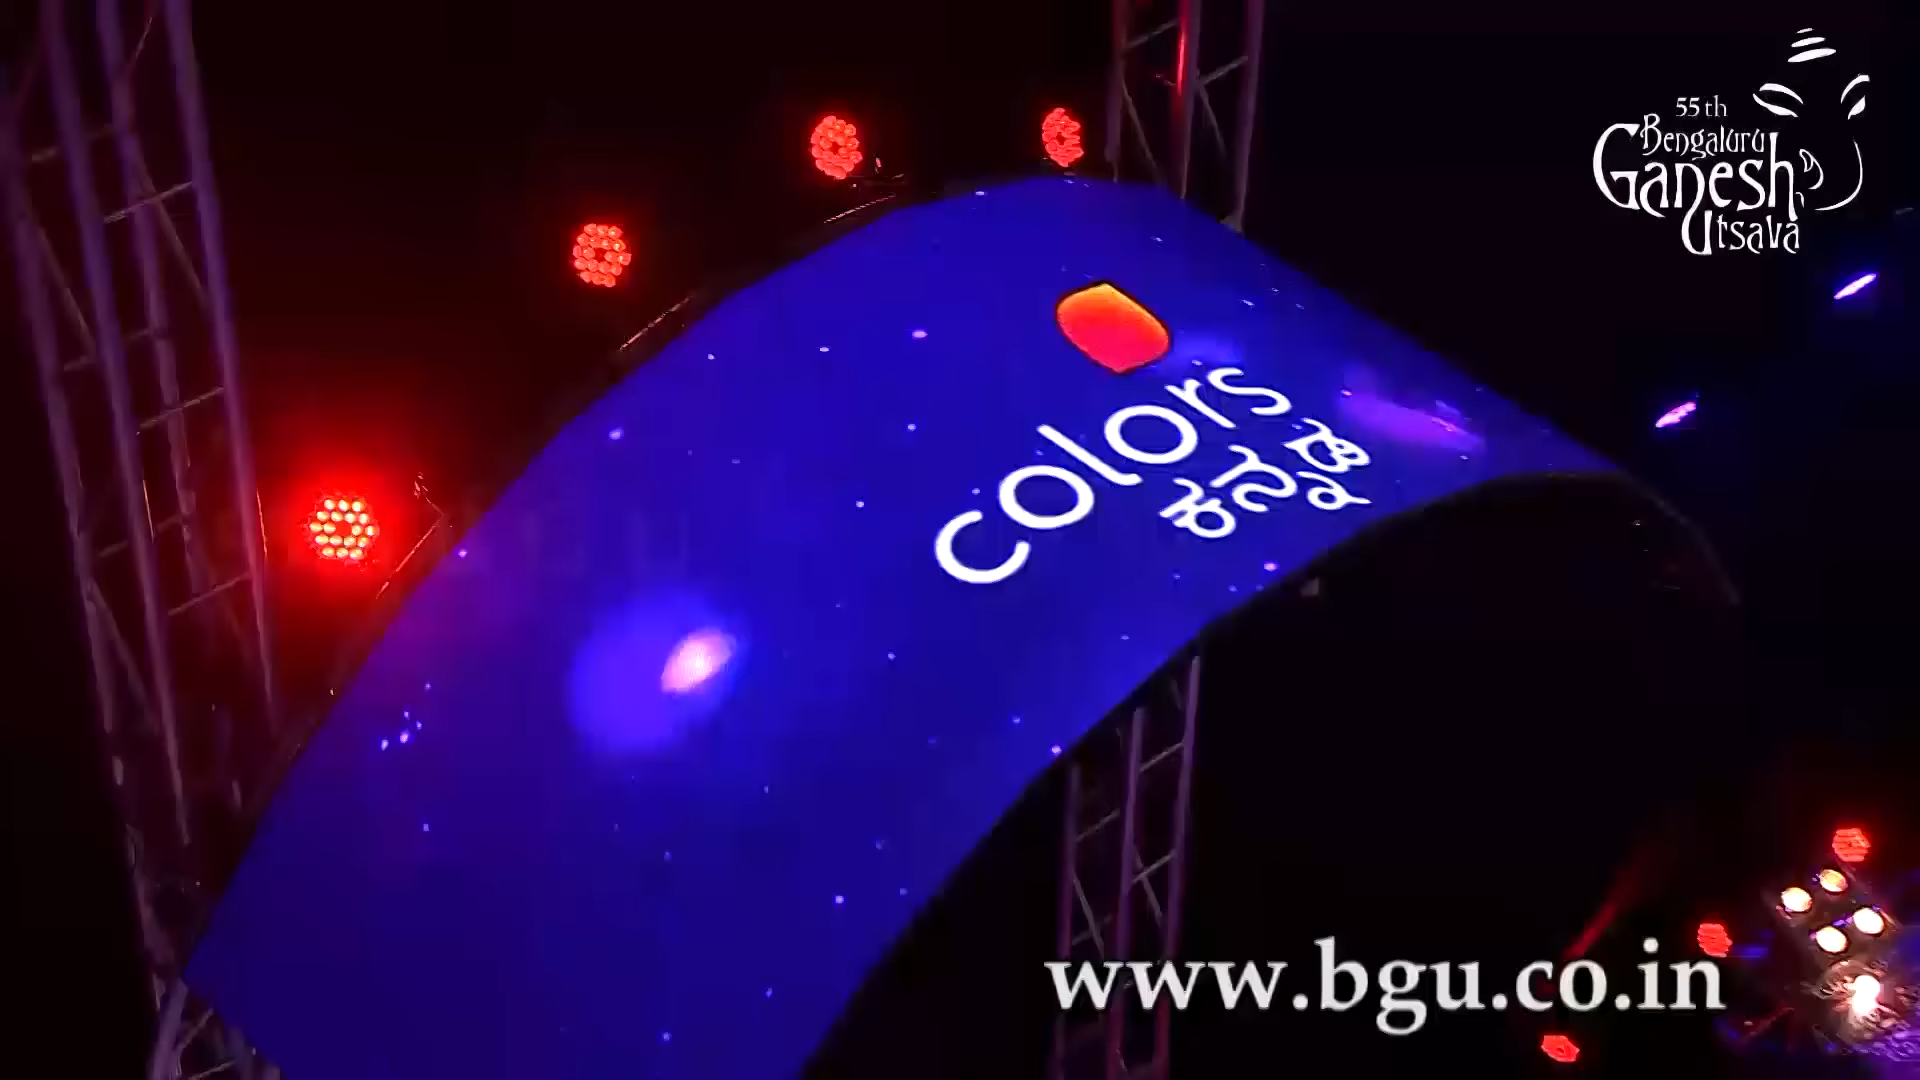 55th
Bengaluru
Ganesh
Utsava
colors
ಕನ್ನಡ
www.bgu.co.in